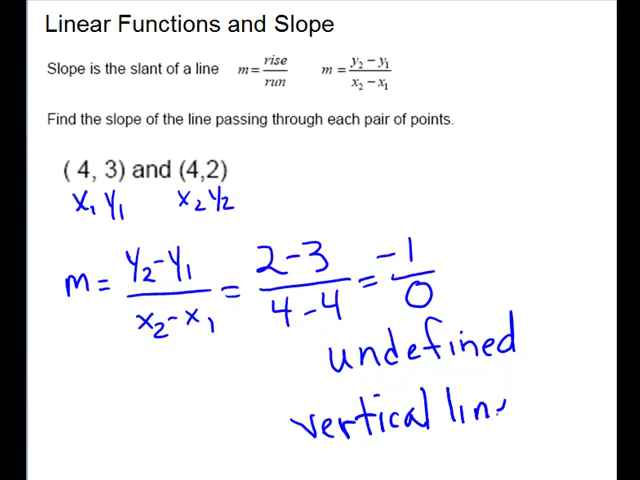 Linear Functions and Slope
Slope is the slant of a line m = rise/run m = y₂ − y₁/x₂ − x₁
Find the slope of the line passing through each pair of points.
( 4, 3) and (4,2)
x₁ y₁ x₂ y₂
m = y₂ − y₁/x₂ − x₁ = 2 − 3/4 − 4 = −1/0
undefined
vertical lin